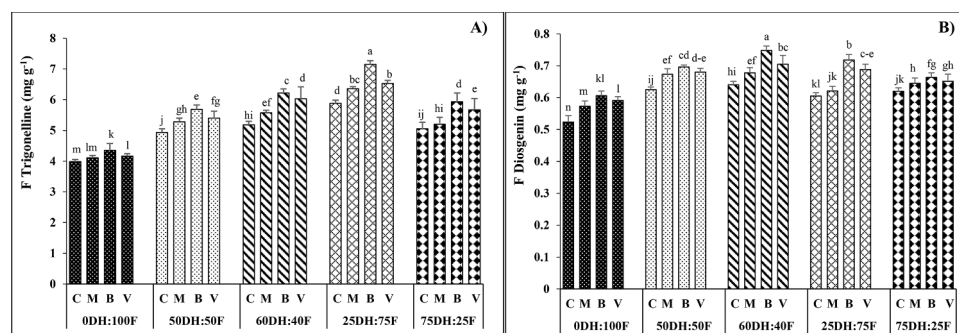 A)
F Trigonelline (mg g⁻¹)
8
7
6
5
4
3
2
1
0
m lm k l
j gh f fg
hi ef c d
d bc a b
ij hi d e
C M B V C M B V C M B V C M B V C M B V
0DH:100F 50DH:50F 60DH:40F 25DH:75F 75DH:25F
B)
F Diosgenin (mg g⁻¹)
0.8
0.7
0.6
0.5
0.4
0.3
0.2
0.1
0
n m kl l
ij ef cd d-e
hi ef a bc
kl jk b c-e
jk h fg gh
C M B V C M B V C M B V C M B V C M B V
0DH:100F 50DH:50F 60DH:40F 25DH:75F 75DH:25F